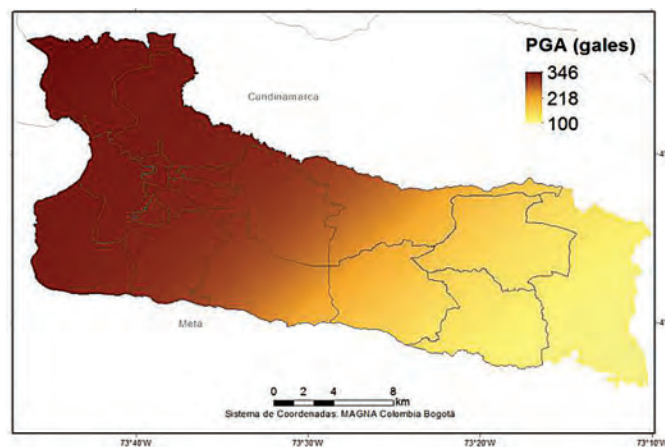 PGA (gales)
346
218
100
Cundinamarca
Meta
0 2 4 8
km
Sistema de Coordenadas: MAGNA Colombia Bogotá
73°40'W 73°30'W 73°20'W 73°10'W